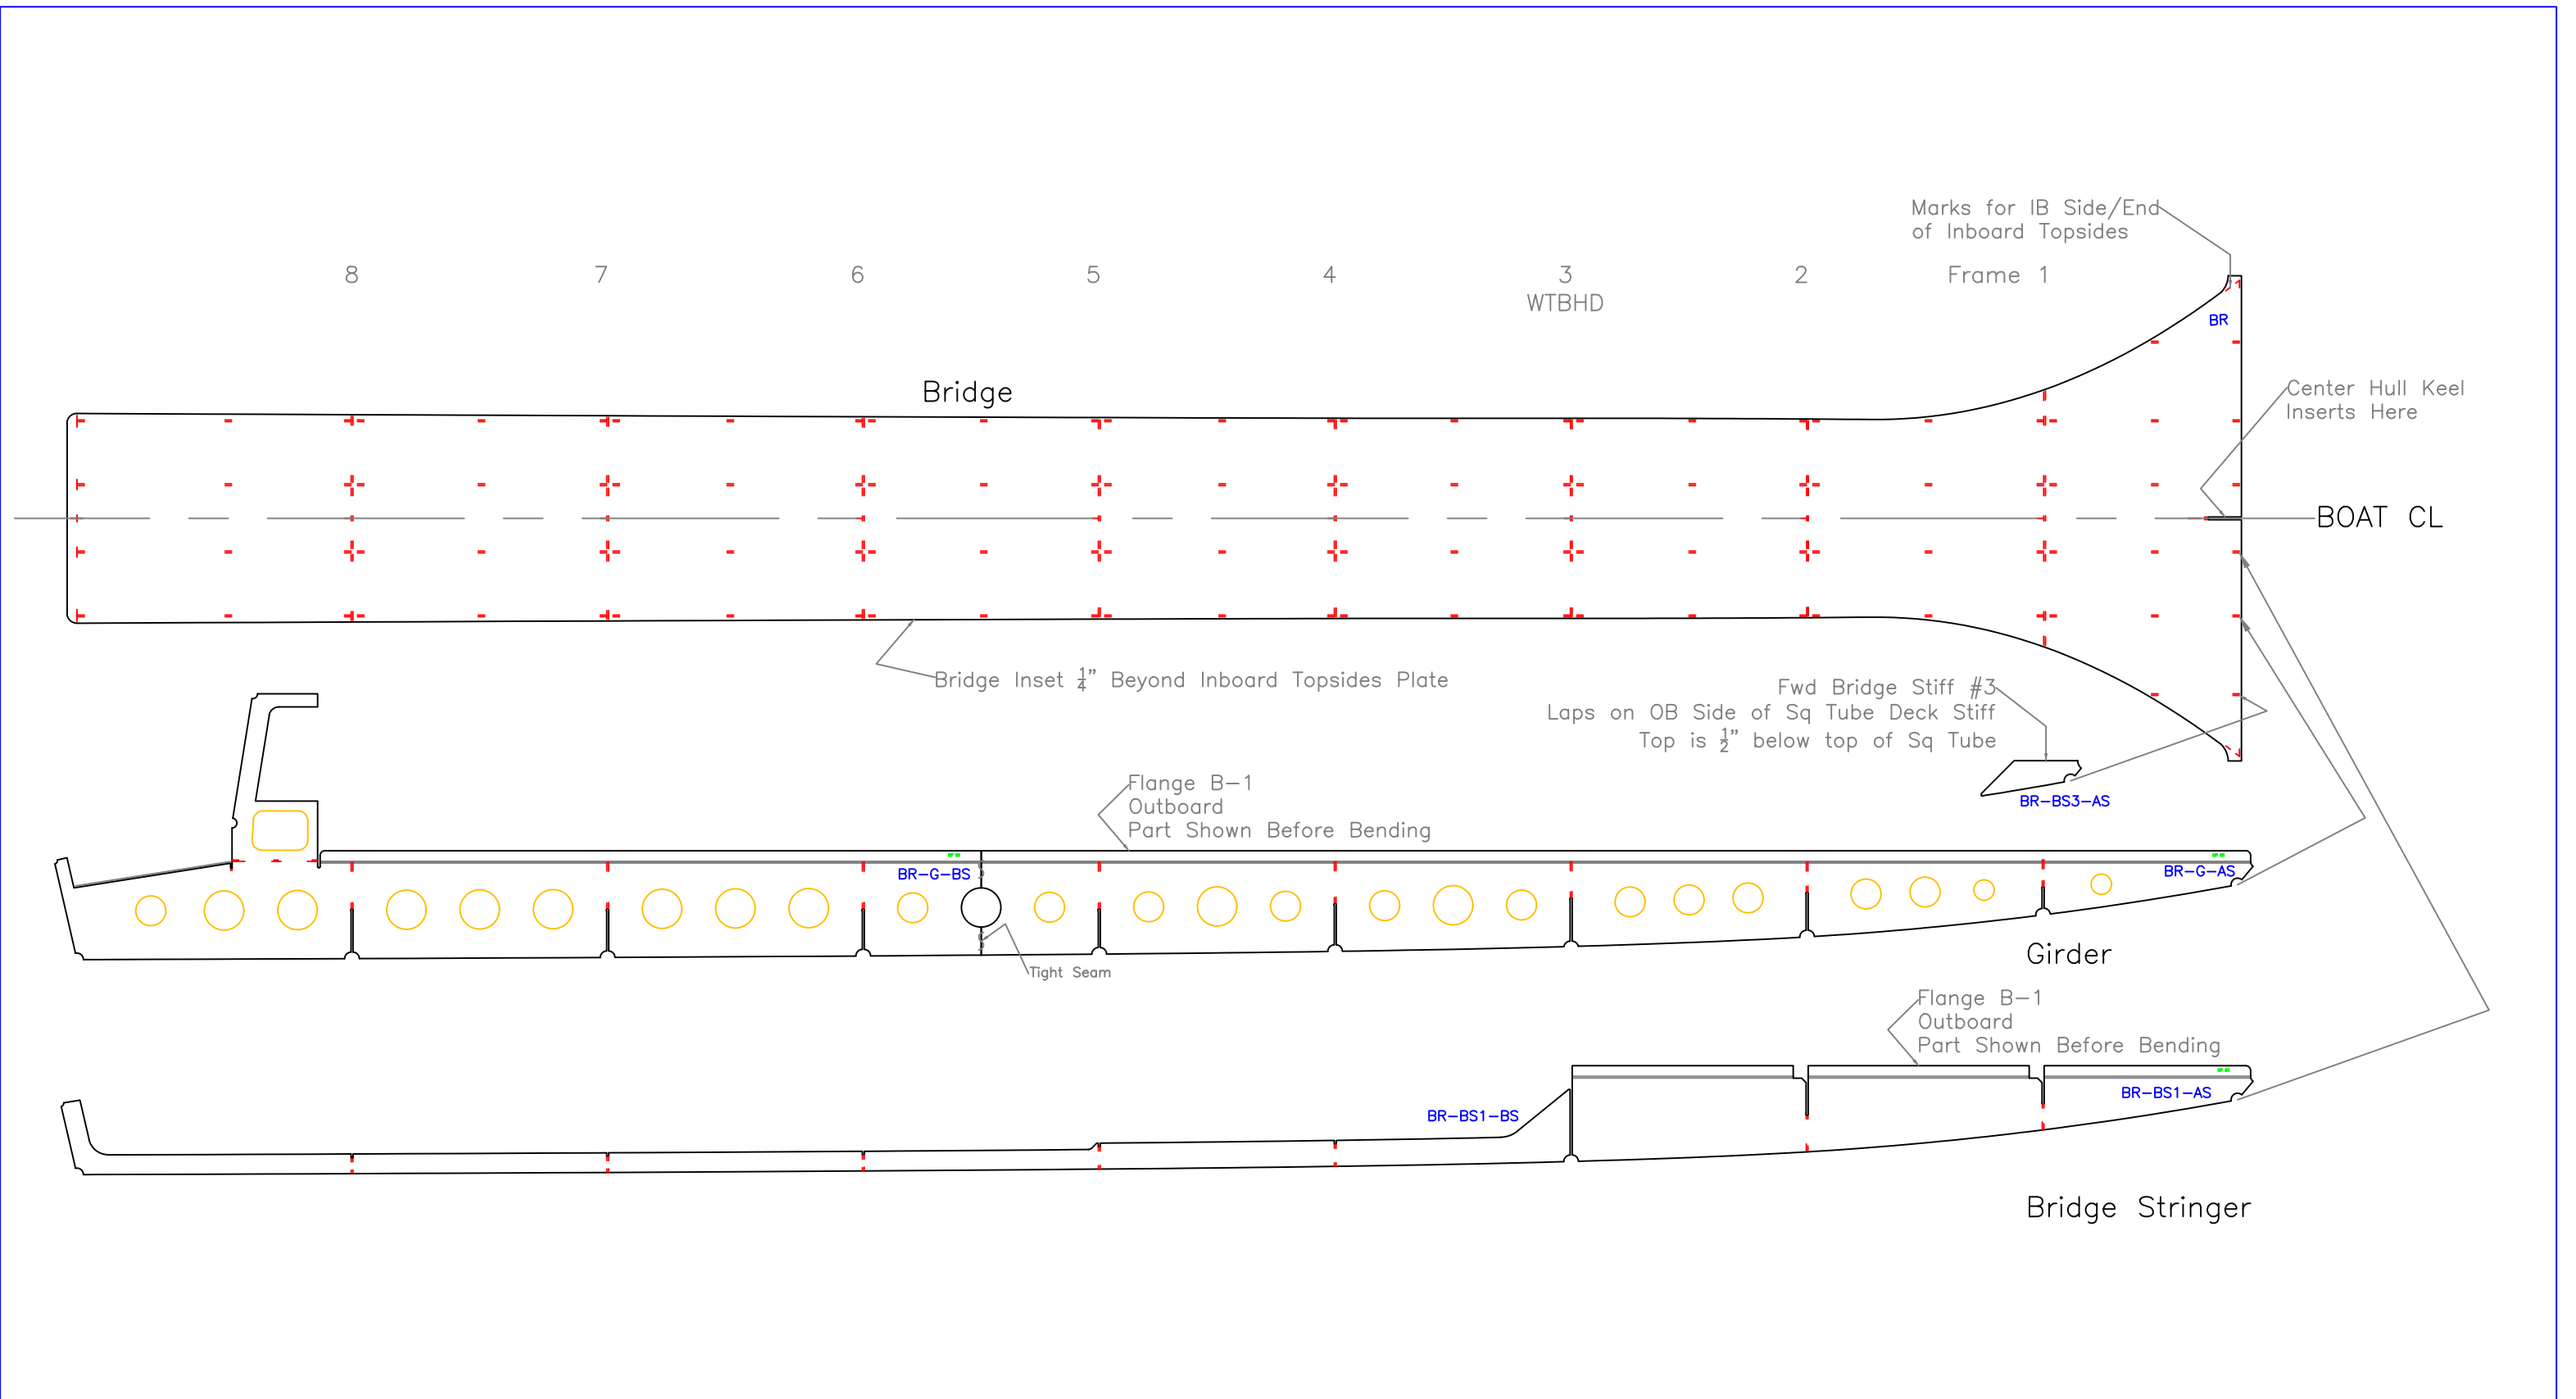 Marks for IB Side/End
of Inboard Topsides
8 7 6 5 4 3 2 Frame 1
WTBHD
BR
Bridge
Center Hull Keel
Inserts Here
BOAT CL
Bridge Inset 1/4" Beyond Inboard Topsides Plate
Fwd Bridge Stiff #3
Laps on OB Side of Sq Tube Deck Stiff
Top is 1/2" below top of Sq Tube
BR-BS3-AS
Flange B-1
Outboard
Part Shown Before Bending
BR-G-BS
BR-G-AS
Tight Seam
Girder
Flange B-1
Outboard
Part Shown Before Bending
BR-BS1-AS
BR-BS1-BS
Bridge Stringer